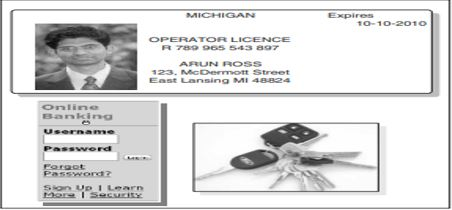 MICHIGAN Expires
10-10-2010
OPERATOR LICENCE
R 789 965 543 897
ARUN ROSS
123, McDermott Street
East Lansing MI 48824
Online
Banking
Username
Password
Forgot
Password?
Sign Up | Learn
More | Security